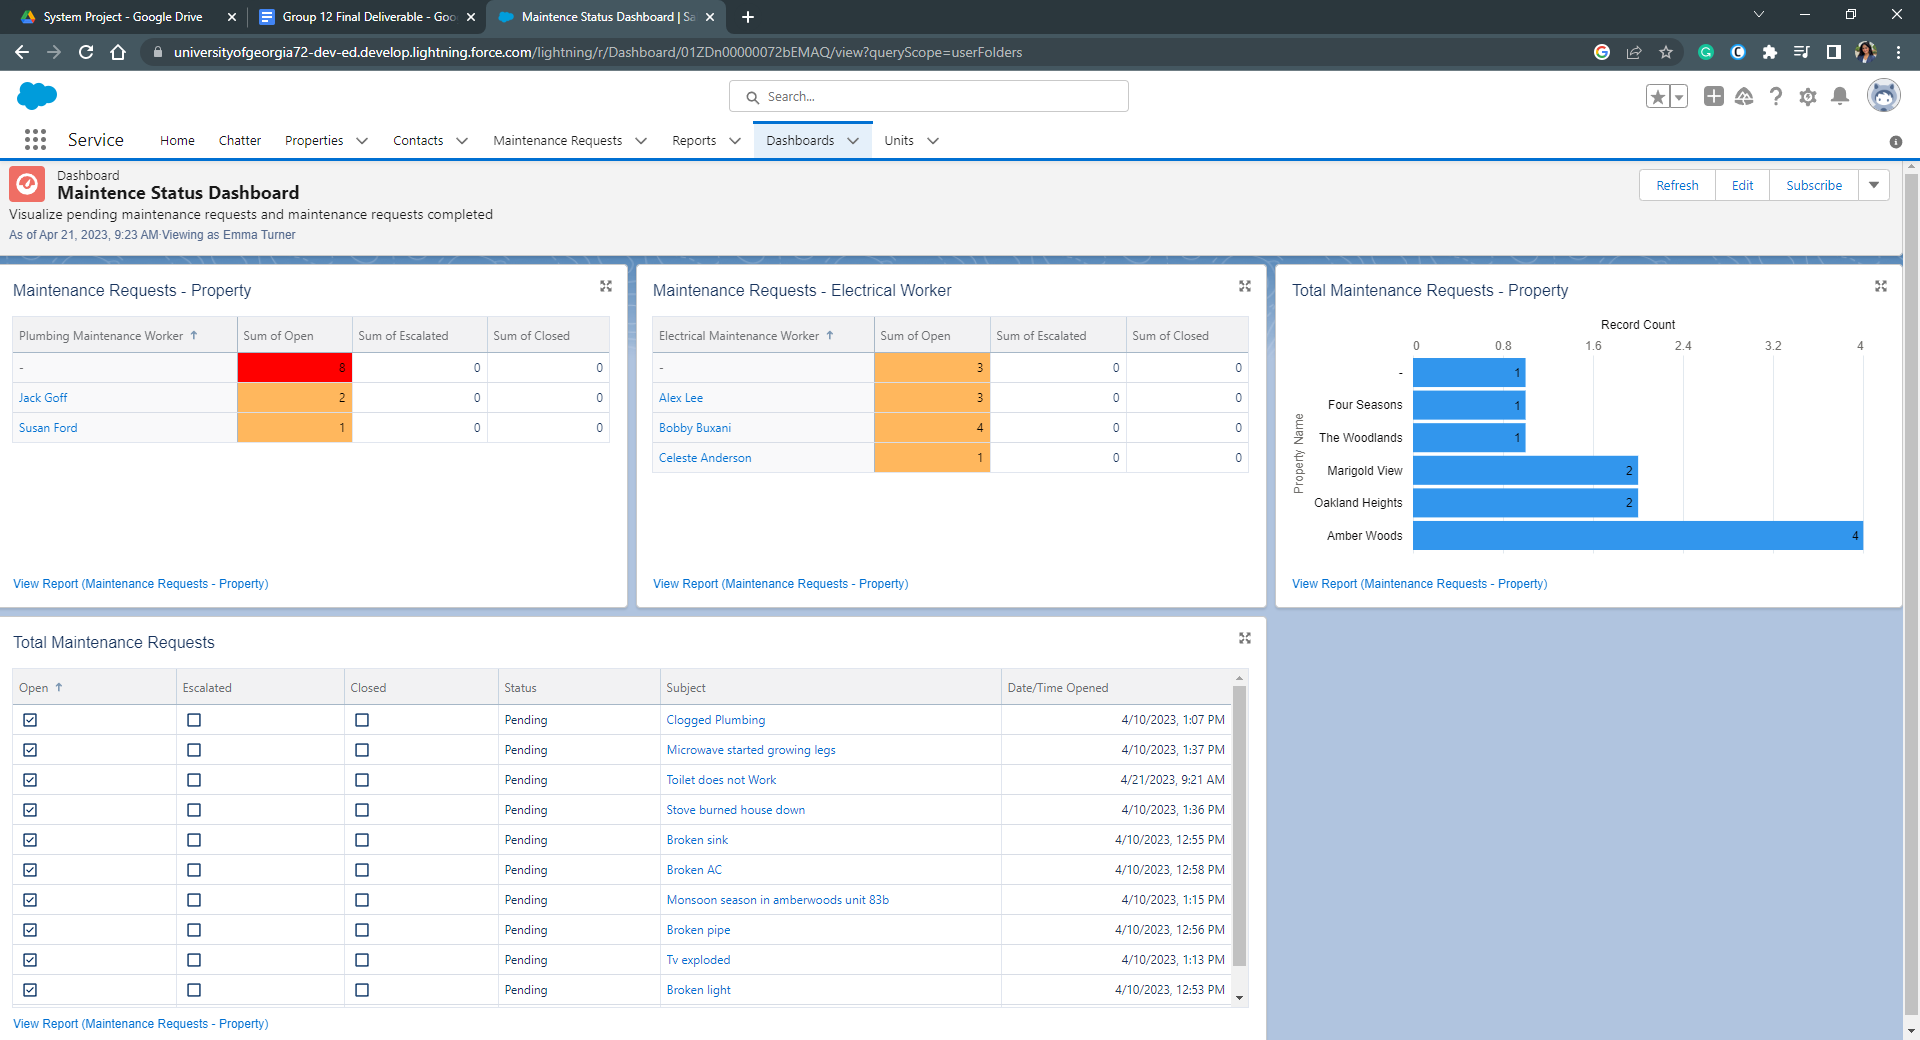 System Project - Google Drive
Group 12 Final Deliverable - Goo
Maintence Status Dashboard | Sa
universityofgeorgia72-dev-ed.develop.lightning.force.com/lightning/r/Dashboard/01ZDn00000072bEMAQ/view?queryScope=userFolders
Search...
Service Home Chatter Properties Contacts Maintenance Requests Reports Dashboards Units
Dashboard
Maintence Status Dashboard
Visualize pending maintenance requests and maintenance requests completed
As of Apr 21, 2023, 9:23 AM·Viewing as Emma Turner
Refresh Edit Subscribe
Maintenance Requests - Property
Plumbing Maintenance Worker Sum of Open Sum of Escalated Sum of Closed
- 8 0 0
Jack Goff 2 0 0
Susan Ford 1 0 0
View Report (Maintenance Requests - Property)
Maintenance Requests - Electrical Worker
Electrical Maintenance Worker Sum of Open Sum of Escalated Sum of Closed
- 3 0 0
Alex Lee 3 0 0
Bobby Buxani 4 0 0
Celeste Anderson 1 0 0
View Report (Maintenance Requests - Property)
Total Maintenance Requests - Property
Record Count
0 0.8 1.6 2.4 3.2 4
Property Name
- 1
Four Seasons 1
The Woodlands 1
Marigold View 2
Oakland Heights 2
Amber Woods 4
View Report (Maintenance Requests - Property)
Total Maintenance Requests
Open Escalated Closed Status Subject Date/Time Opened
Pending Clogged Plumbing 4/10/2023, 1:07 PM
Pending Microwave started growing legs 4/10/2023, 1:37 PM
Pending Toilet does not Work 4/21/2023, 9:21 AM
Pending Stove burned house down 4/10/2023, 1:36 PM
Pending Broken sink 4/10/2023, 12:55 PM
Pending Broken AC 4/10/2023, 12:58 PM
Pending Monsoon season in amberwoods unit 83b 4/10/2023, 1:15 PM
Pending Broken pipe 4/10/2023, 12:56 PM
Pending Tv exploded 4/10/2023, 1:13 PM
Pending Broken light 4/10/2023, 12:53 PM
View Report (Maintenance Requests - Property)